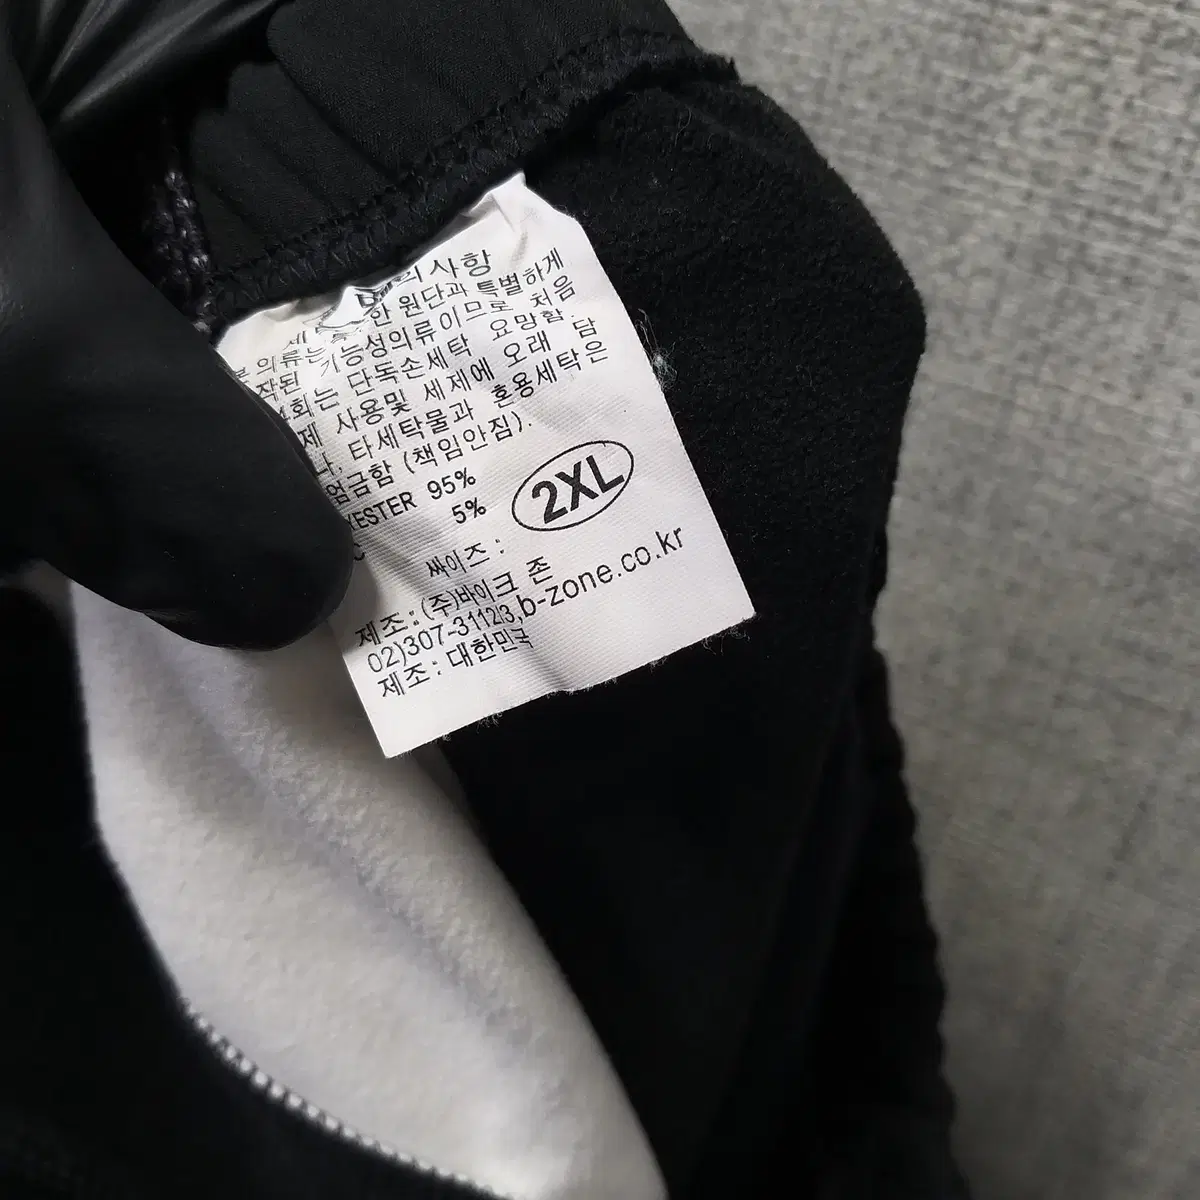 의 사항
한 원단과 특별하게
의류는 기능성의류이므로 처음
회는 단독손세탁 요망함.
제 사용및 세제에 오래 담
타세탁물과 혼용세탁은
금함 (책임안짐).
YESTER 95%
5%
싸이즈 : 2XL
제조:(주)바이크 존
02)307-3112|3,b-zone.co.kr
제조: 대한민국